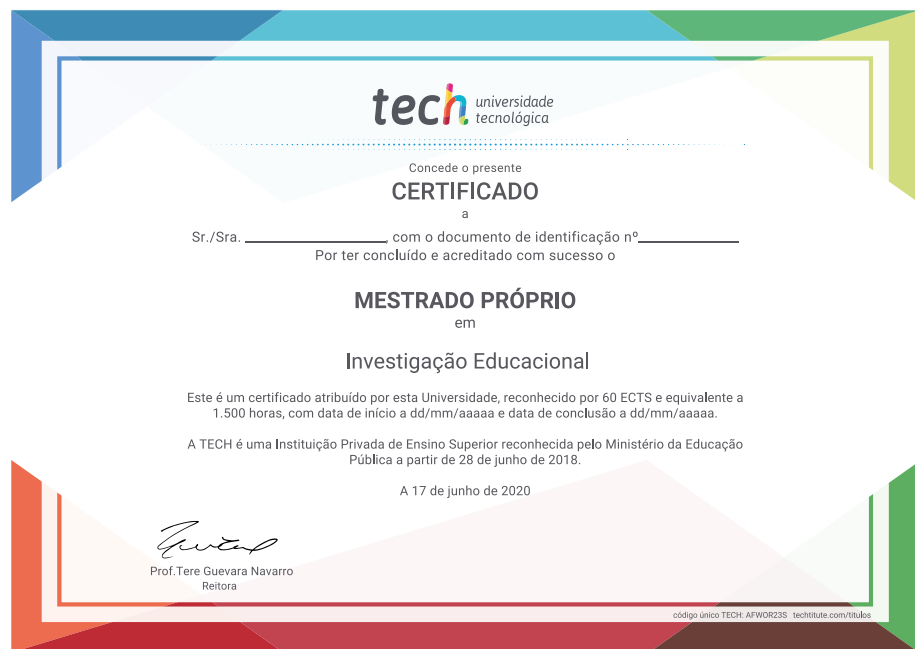 tech universidade
tecnológica
Concede o presente
CERTIFICADO
a
Sr./Sra. ____________________, com o documento de identificação nº______________
Por ter concluído e acreditado com sucesso o
MESTRADO PRÓPRIO
em
Investigação Educacional
Este é um certificado atribuído por esta Universidade, reconhecido por 60 ECTS e equivalente a
1.500 horas, com data de início a dd/mm/aaaaa e data de conclusão a dd/mm/aaaaa.
A TECH é uma Instituição Privada de Ensino Superior reconhecida pelo Ministério da Educação
Pública a partir de 28 de junho de 2018.
A 17 de junho de 2020
Prof.Tere Guevara Navarro
Reitora
código único TECH: AFWOR23S techtitute.com/titulos